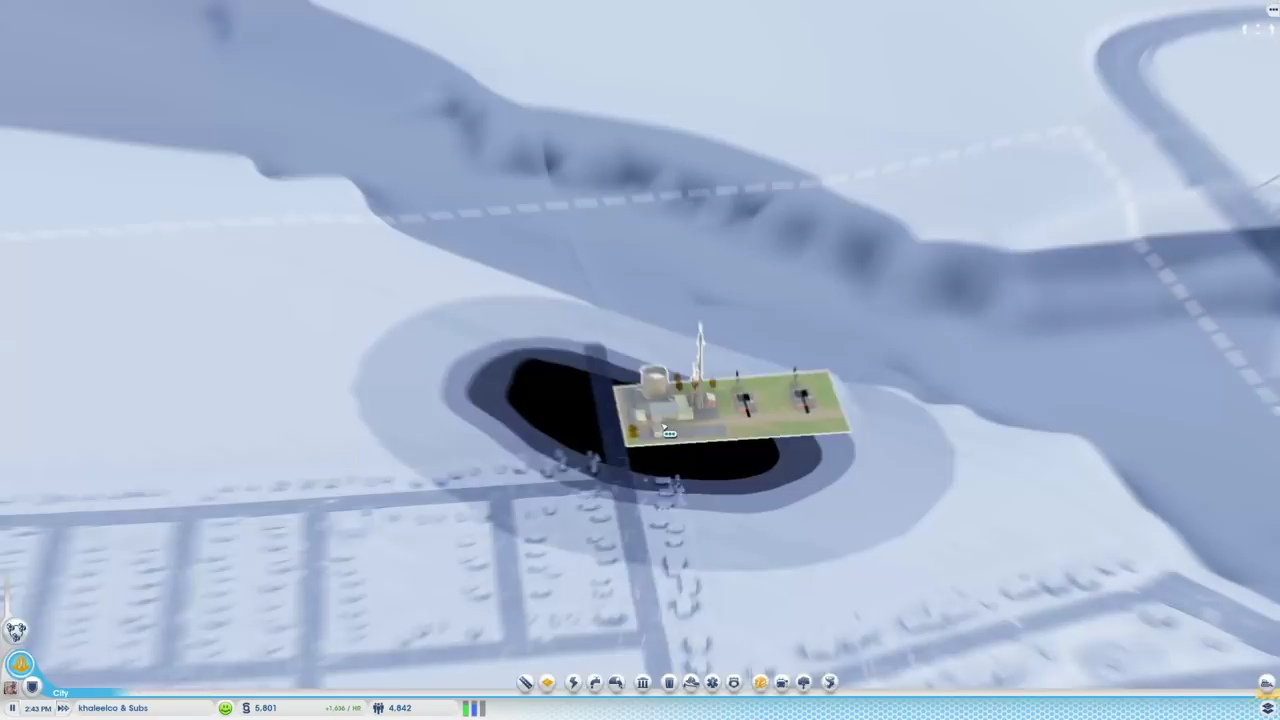 City
2:43 PM
khaleelco & Subs
5,801
+1,636 / HR
4,842